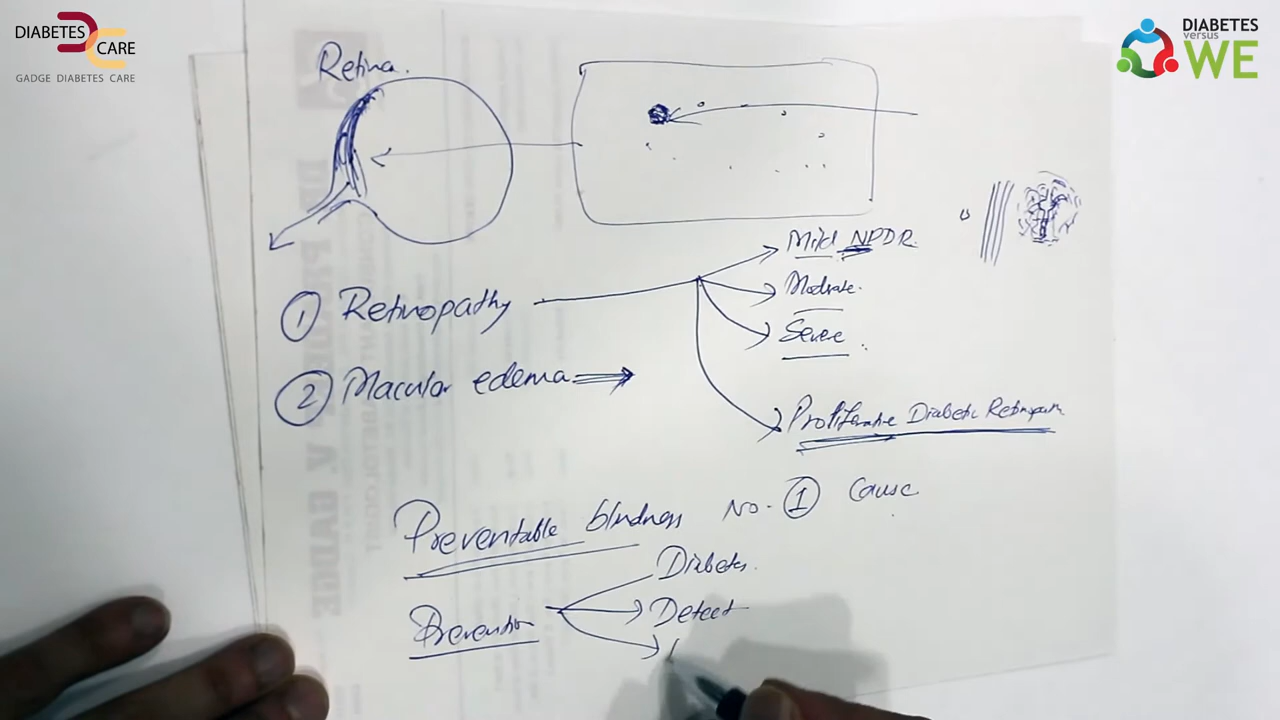 DIABETES
CARE
GADGE DIABETES CARE
DIABETES
versus
WE
Retina.
Mild NPDR.
① Retinopathy
Moderate.
Severe.
② Macular edema
Proliferative Diabetic Retinopath
Preventable blindness No. ① Cause
Diabetes.
Prevention
Detect